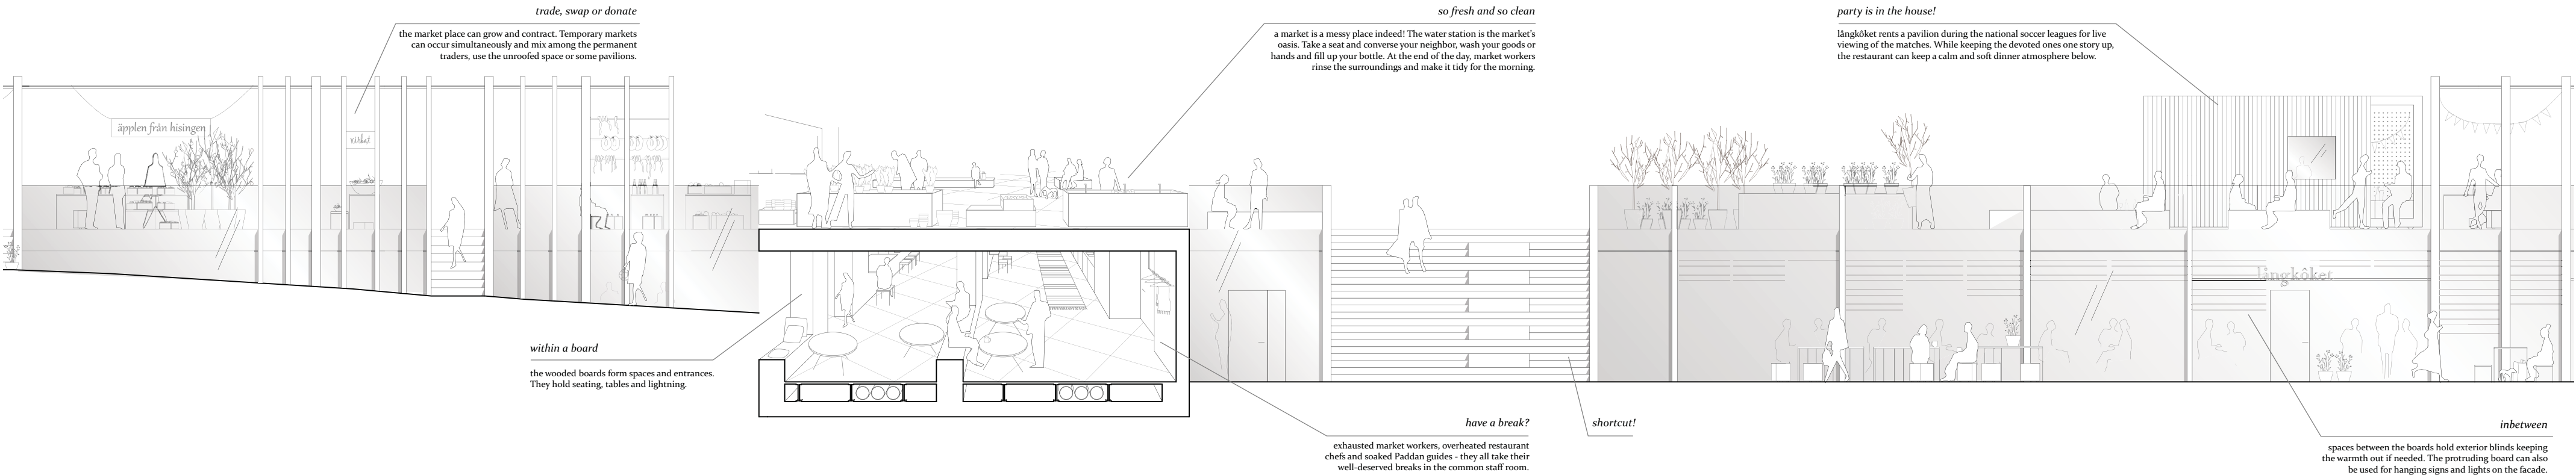 trade, swap or donate
the market place can grow and contract. Temporary markets
can occur simultaneously and mix among the permanent
traders, use the unroofed space or some pavilions.
so fresh and so clean
a market is a messy place indeed! The water station is the market's
oasis. Take a seat and converse your neighbor, wash your goods or
hands and fill up your bottle. At the end of the day, market workers
rinse the surroundings and make it tidy for the morning.
party is in the house!
långköket rents a pavilion during the national soccer leagues for live
viewing of the matches. While keeping the devoted ones one story up,
the restaurant can keep a calm and soft dinner atmosphere below.
äpplen från hisingen
långköket
within a board
the wooded boards form spaces and entrances.
They hold seating, tables and lightning.
have a break?
exhausted market workers, overheated restaurant
chefs and soaked Paddan guides - they all take their
well-deserved breaks in the common staff room.
shortcut!
inbetween
spaces between the boards hold exterior blinds keeping
the warmth out if needed. The protruding board can also
be used for hanging signs and lights on the facade.